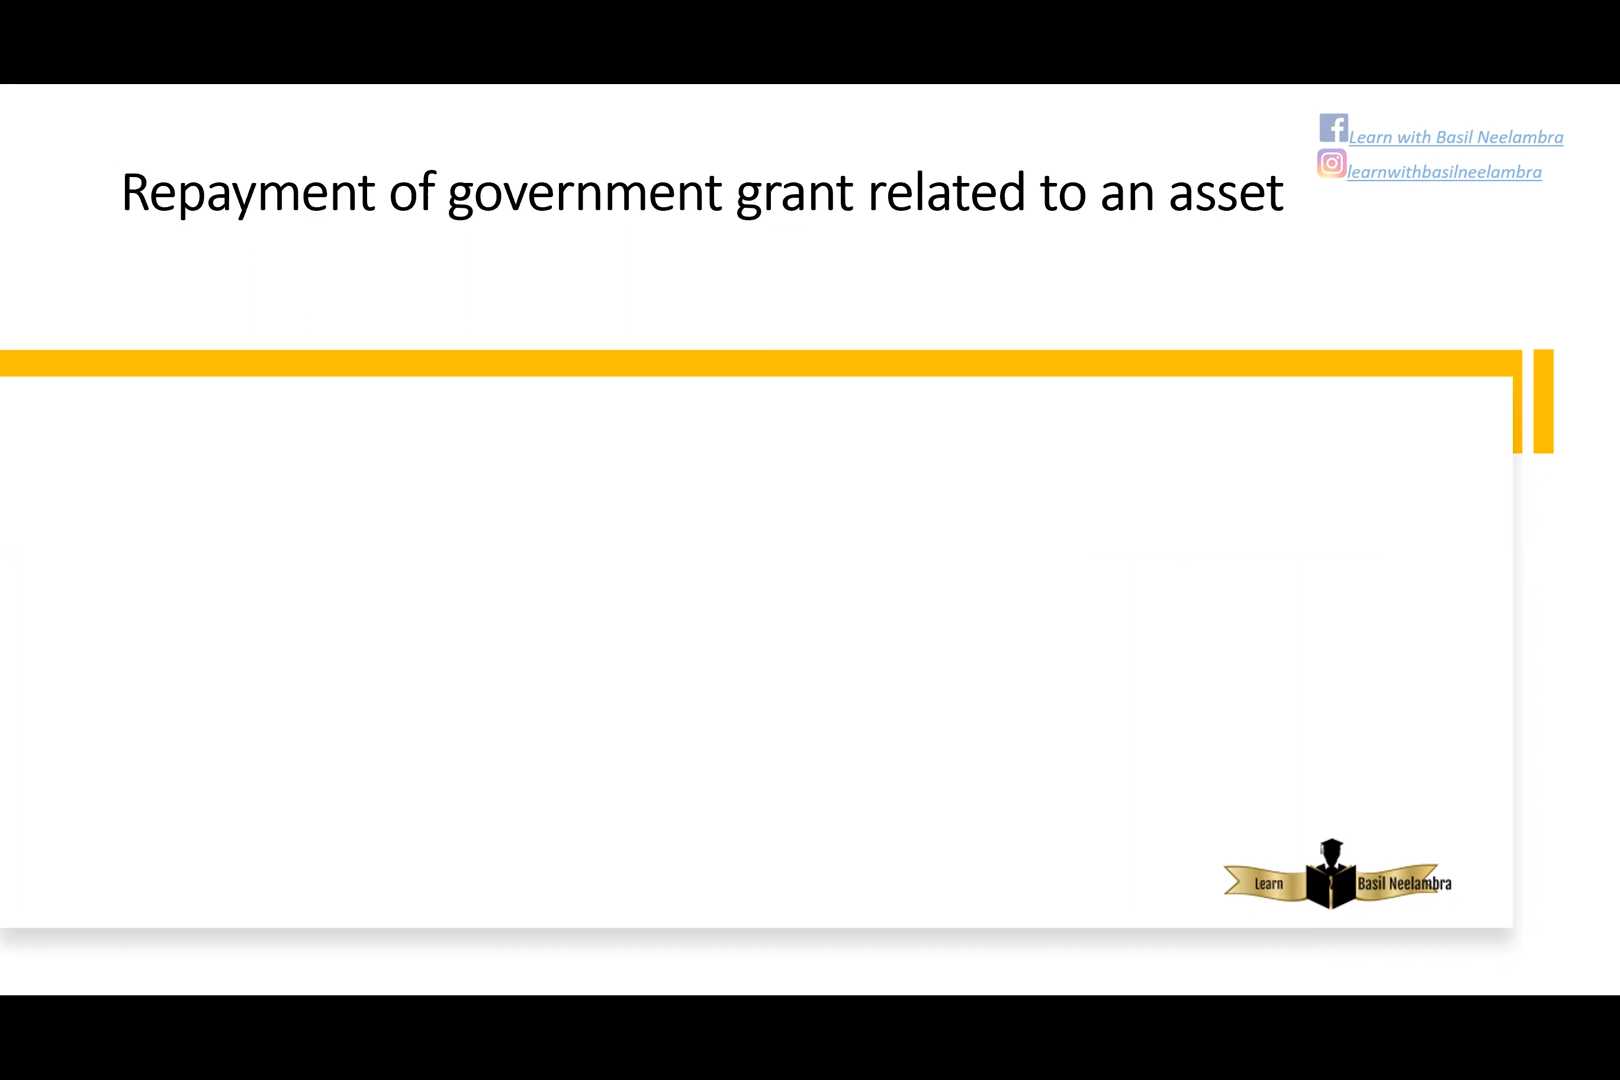 Learn with Basil Neelambra
learnwithbasilneelambra
Repayment of government grant related to an asset
Learn
Basil Neelambra